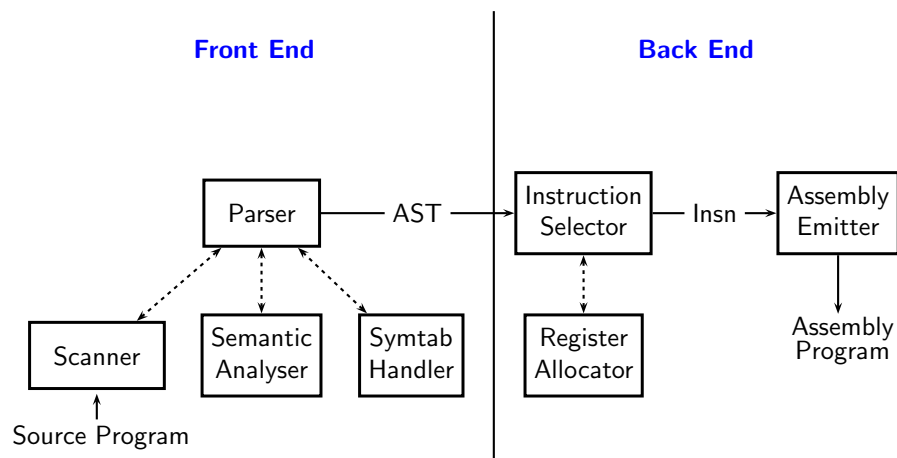 Front End
Back End
Parser
AST
Instruction
Selector
Insn
Assembly
Emitter
Scanner
Semantic
Analyser
Symtab
Handler
Register
Allocator
Assembly
Program
Source Program